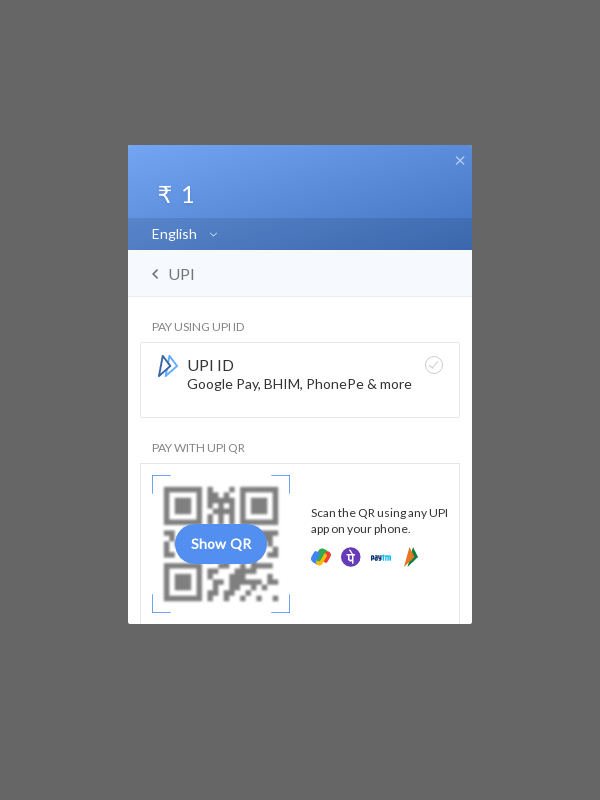 ₹ 1
English
UPI
PAY USING UPI ID
UPI ID
Google Pay, BHIM, PhonePe & more
PAY WITH UPI QR
Show QR
Scan the QR using any UPI
app on your phone.
पे
paytm